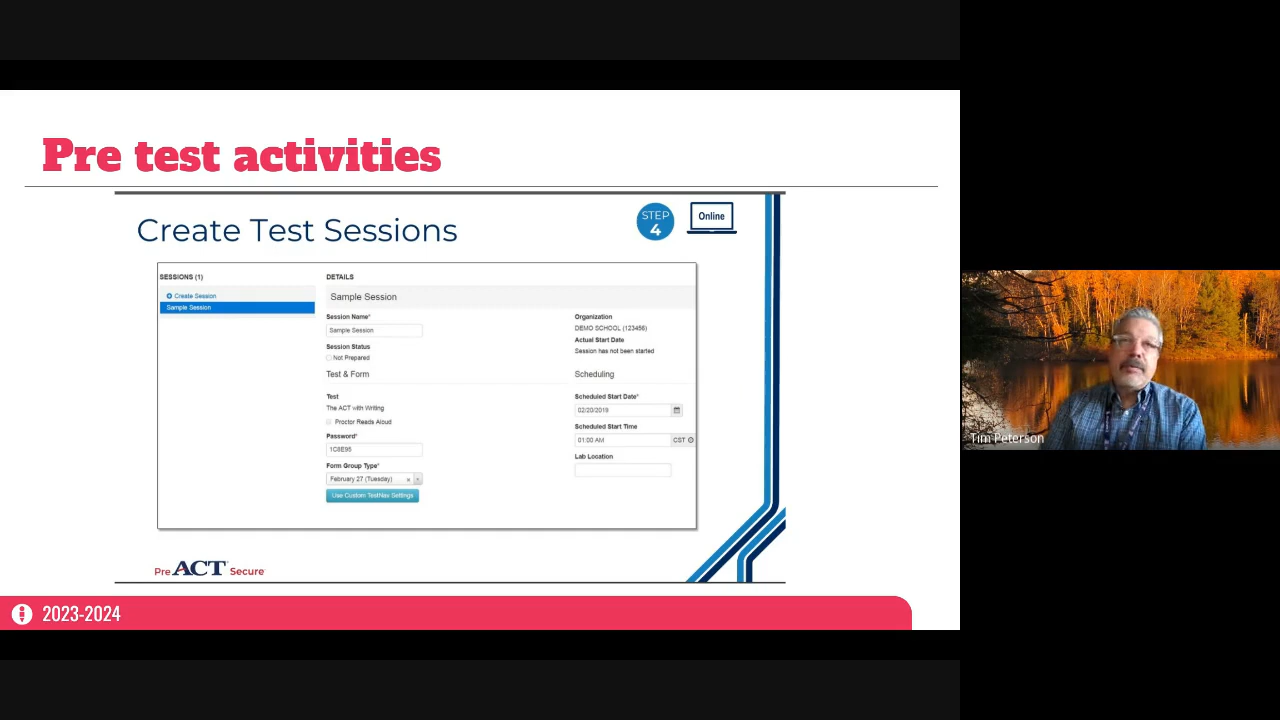 Pre test activities
Create Test Sessions
STEP
4
Online
SESSIONS (1)
Create Session
Sample Session
DETAILS
Sample Session
Session Name*
Sample Session
Session Status
Not Prepared
Test & Form
Test
The ACT with Writing
Proctor Reads Aloud
Password*
1C8E95
Form Group Type*
February 27 (Tuesday)
Use Custom TestNav Settings
Organization
DEMO SCHOOL (123456)
Actual Start Date
Session has not been started
Scheduling
Scheduled Start Date*
02/20/2019
Scheduled Start Time
01:00 AM CST
Lab Location
PreACT Secure
2023-2024
Tim Peterson